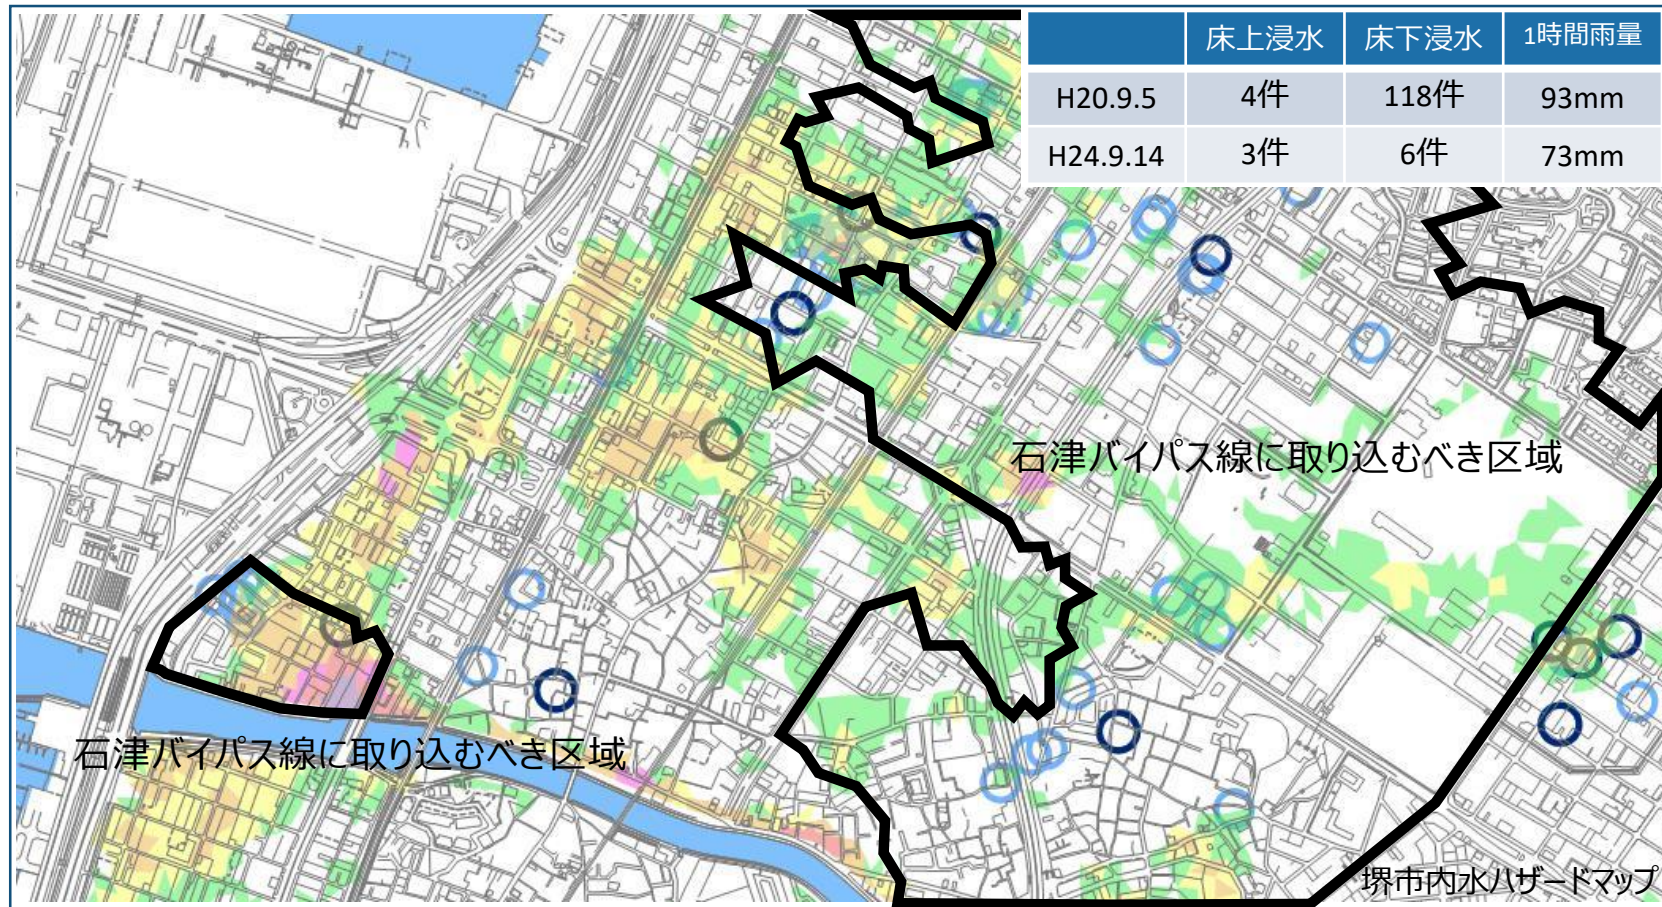 床上浸水 床下浸水 1時間雨量
H20.9.5 4件 118件 93mm
H24.9.14 3件 6件 73mm
石津バイパス線に取り込むべき区域
石津バイパス線に取り込むべき区域
堺市内水ハザードマップ